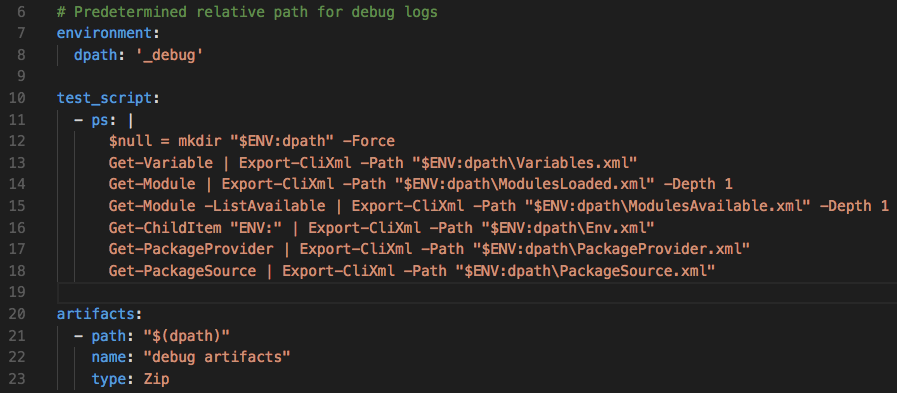 6 # Predetermined relative path for debug logs
7 environment:
8 dpath: '_debug'
9
10 test_script:
11 - ps: |
12 $null = mkdir "$ENV:dpath" -Force
13 Get-Variable | Export-CliXml -Path "$ENV:dpath\Variables.xml"
14 Get-Module | Export-CliXml -Path "$ENV:dpath\ModulesLoaded.xml" -Depth 1
15 Get-Module -ListAvailable | Export-CliXml -Path "$ENV:dpath\ModulesAvailable.xml" -Depth 1
16 Get-ChildItem "ENV:" | Export-CliXml -Path "$ENV:dpath\Env.xml"
17 Get-PackageProvider | Export-CliXml -Path "$ENV:dpath\PackageProvider.xml"
18 Get-PackageSource | Export-CliXml -Path "$ENV:dpath\PackageSource.xml"
19
20 artifacts:
21 - path: "$(dpath)"
22 name: "debug artifacts"
23 type: Zip